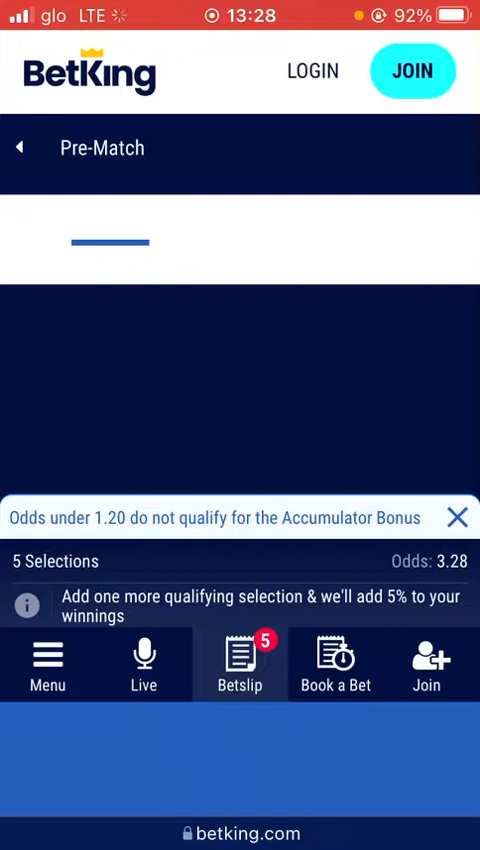 glo LTE 13:28 92%
BetKing LOGIN JOIN
Pre-Match
Odds under 1.20 do not qualify for the Accumulator Bonus
5 Selections Odds: 3.28
Add one more qualifying selection & we'll add 5% to your
winnings
5
Menu Live Betslip Book a Bet Join
betking.com